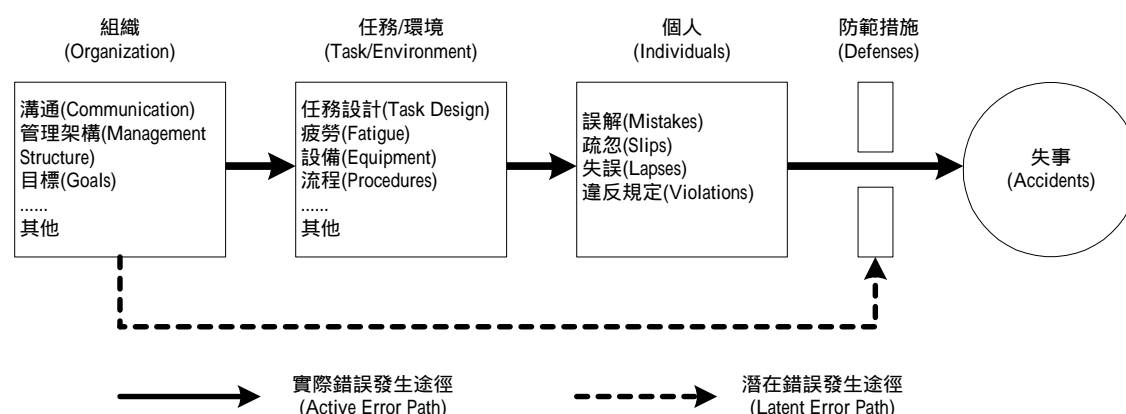 組織
(Organization)
任務/環境
(Task/Environment)
個人
(Individuals)
防範措施
(Defenses)
溝通(Communication)
管理架構(Management
Structure)
目標(Goals)
......
其他
任務設計(Task Design)
疲勞(Fatigue)
設備(Equipment)
流程(Procedures)
......
其他
誤解(Mistakes)
疏忽(Slips)
失誤(Lapses)
違反規定(Violations)
失事
(Accidents)
實際錯誤發生途徑
(Active Error Path)
潛在錯誤發生途徑
(Latent Error Path)